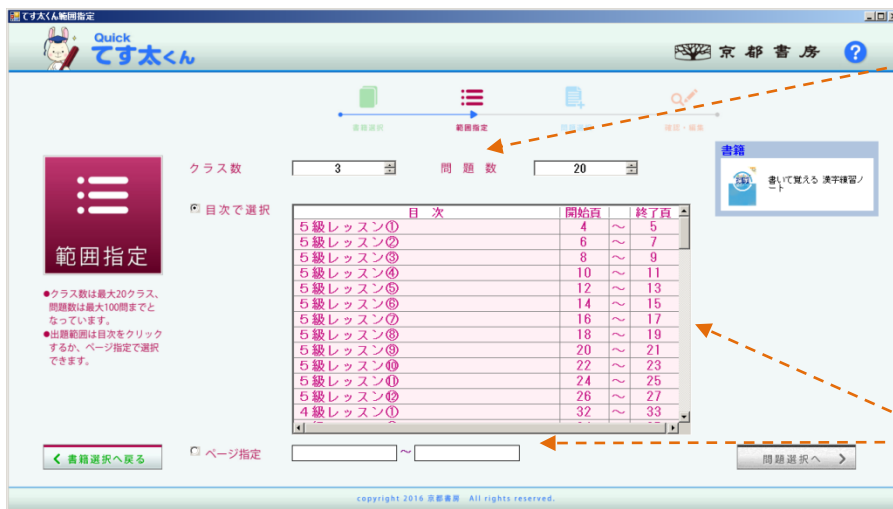 てす太くん範囲指定
Quick
てす太くん
京都書房
?
書籍選択
範囲指定
確認・編集
クラス数 3 問題数 20
書籍
書いて覚える 漢字練習ノート
目次で選択
目次 開始頁 終了頁
5級レッスン① 4 ～ 5
5級レッスン② 6 ～ 7
5級レッスン③ 8 ～ 9
5級レッスン④ 10 ～ 11
5級レッスン⑤ 12 ～ 13
5級レッスン⑥ 14 ～ 15
5級レッスン⑦ 16 ～ 17
5級レッスン⑧ 18 ～ 19
5級レッスン⑨ 20 ～ 21
5級レッスン⑩ 22 ～ 23
5級レッスン⑪ 24 ～ 25
5級レッスン⑫ 26 ～ 27
4級レッスン① 32 ～ 33
範囲指定
●クラス数は最大20クラス、
問題数は最大100問までと
なっています。
●出題範囲は目次をクリック
するか、ページ指定で選択
できます。
書籍選択へ戻る
ページ指定 ～
問題選択へ
copyright 2016 京都書房 All rights reserved.